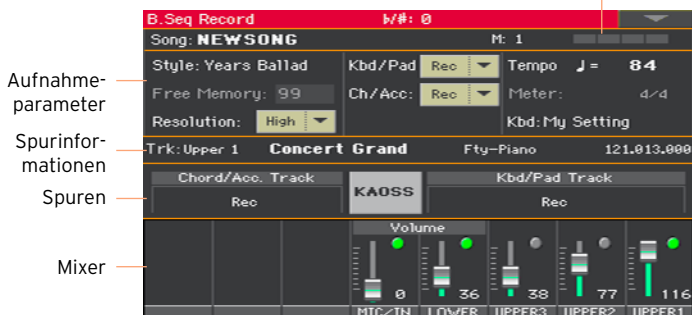 B.Seq Record b/#: 0
Song: NEWSONG M: 1
Style: Years Ballad Kbd/Pad Rec Tempo ♩ = 84
Free Memory: 99 Ch/Acc: Rec Meter: 4/4
Resolution: High Kbd: My Setting
Aufnahme-
parameter
Trk: Upper 1 Concert Grand Fty-Piano 121.013.000
Spurinfor-
mationen
Chord/Acc. Track KAOSS Kbd/Pad Track
Rec Rec
Spuren
Volume
Mixer
0 36 38 77 116
MIC/IN LOWER UPPER3 UPPER2 UPPER1